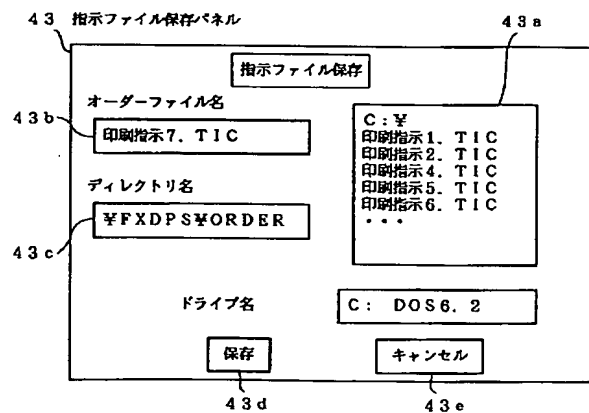 43 指示ファイル保存パネル
43a
指示ファイル保存
オーダーファイル名
43b
印刷指示7．TIC
C：¥
印刷指示1．TIC
印刷指示2．TIC
印刷指示4．TIC
印刷指示5．TIC
印刷指示6．TIC
・・・
ディレクトリ名
¥FXDPS¥ORDER
43c
ドライブ名
C： DOS6．2
保存
キャンセル
43d
43e